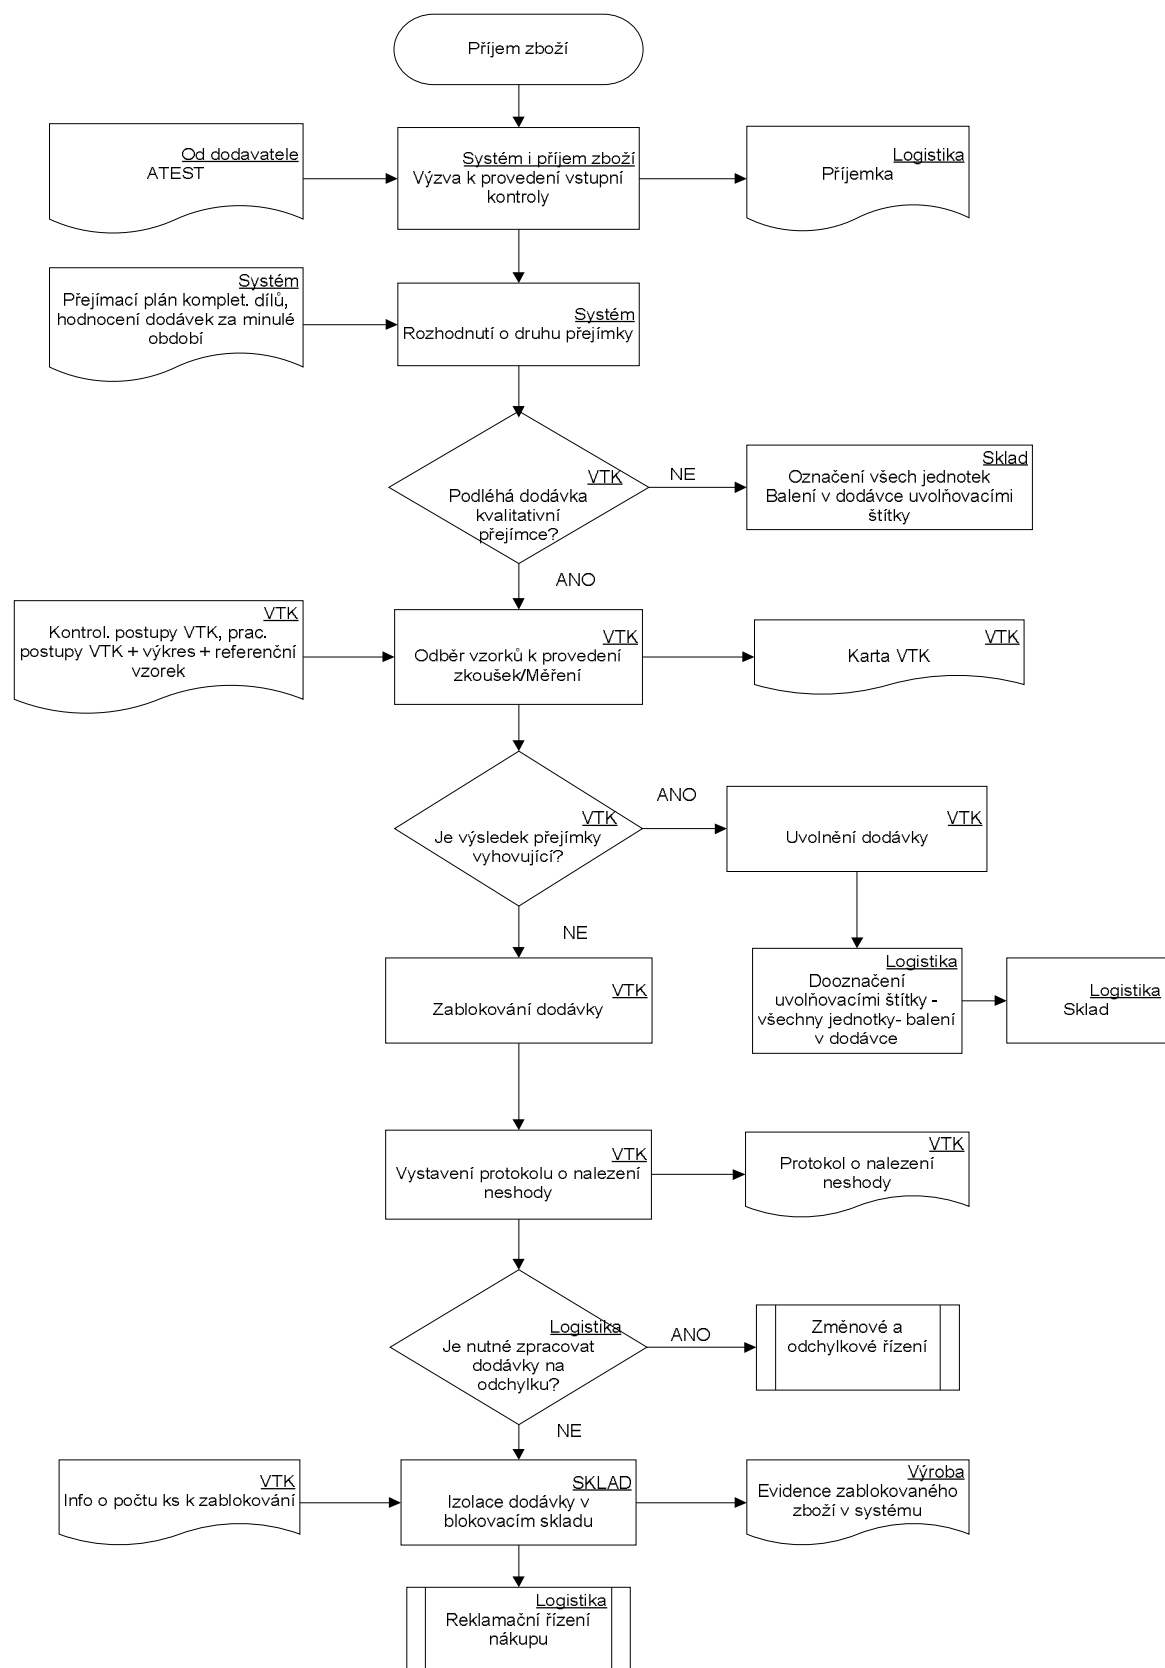 Příjem zboží
Od dodavatele
ATEST
Systém i příjem zboží
Výzva k provedení vstupní
kontroly
Logistika
Příjemka
Systém
Přejímací plán komplet. dílů,
hodnocení dodávek za minulé
období
Systém
Rozhodnutí o druhu přejímky
VTK
Podléhá dodávka
kvalitativní
přejímce?
NE
Sklad
Označení všech jednotek
Balení v dodávce uvolňovacími
štítky
ANO
VTK
Kontrol. postupy VTK, prac.
postupy VTK + výkres + referenční
vzorek
VTK
Odběr vzorků k provedení
zkoušek/Měření
VTK
Karta VTK
VTK
Je výsledek přejímky
vyhovující?
ANO
VTK
Uvolnění dodávky
NE
VTK
Zablokování dodávky
Logistika
Dooznačení
uvolňovacími štítky -
všechny jednotky- balení
v dodávce
Logistika
Sklad
VTK
Vystavení protokolu o nalezení
neshody
VTK
Protokol o nalezení
neshody
Logistika
Je nutné zpracovat
dodávky na
odchylku?
ANO
Změnové a
odchylkové řízení
NE
VTK
Info o počtu ks k zablokování
SKLAD
Izolace dodávky v
blokovacím skladu
Výroba
Evidence zablokovaného
zboží v systému
Logistika
Reklamační řízení
nákupu